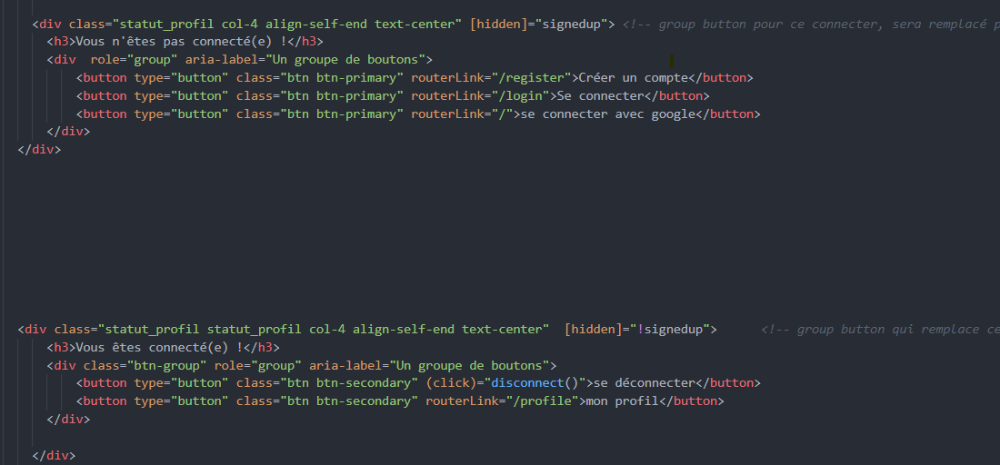 <div class="statut_profil col-4 align-self-end text-center" [hidden]="signedup"> <!-- group button pour ce connecter, sera remplacé p
<h3>Vous n'êtes pas connecté(e) !</h3>
<div  role="group" aria-label="Un groupe de boutons">
<button type="button" class="btn btn-primary" routerLink="/register">Créer un compte</button>
<button type="button" class="btn btn-primary" routerLink="/login">Se connecter</button>
<button type="button" class="btn btn-primary" routerLink="/">se connecter avec google</button>
</div>
</div>
<div class="statut_profil statut_profil col-4 align-self-end text-center"  [hidden]="!signedup">      <!-- group button qui remplace ce
<h3>Vous êtes connecté(e) !</h3>
<div class="btn-group" role="group" aria-label="Un groupe de boutons">
<button type="button" class="btn btn-secondary" (click)="disconnect()">se déconnecter</button>
<button type="button" class="btn btn-secondary" routerLink="/profile">mon profil</button>
</div>
</div>